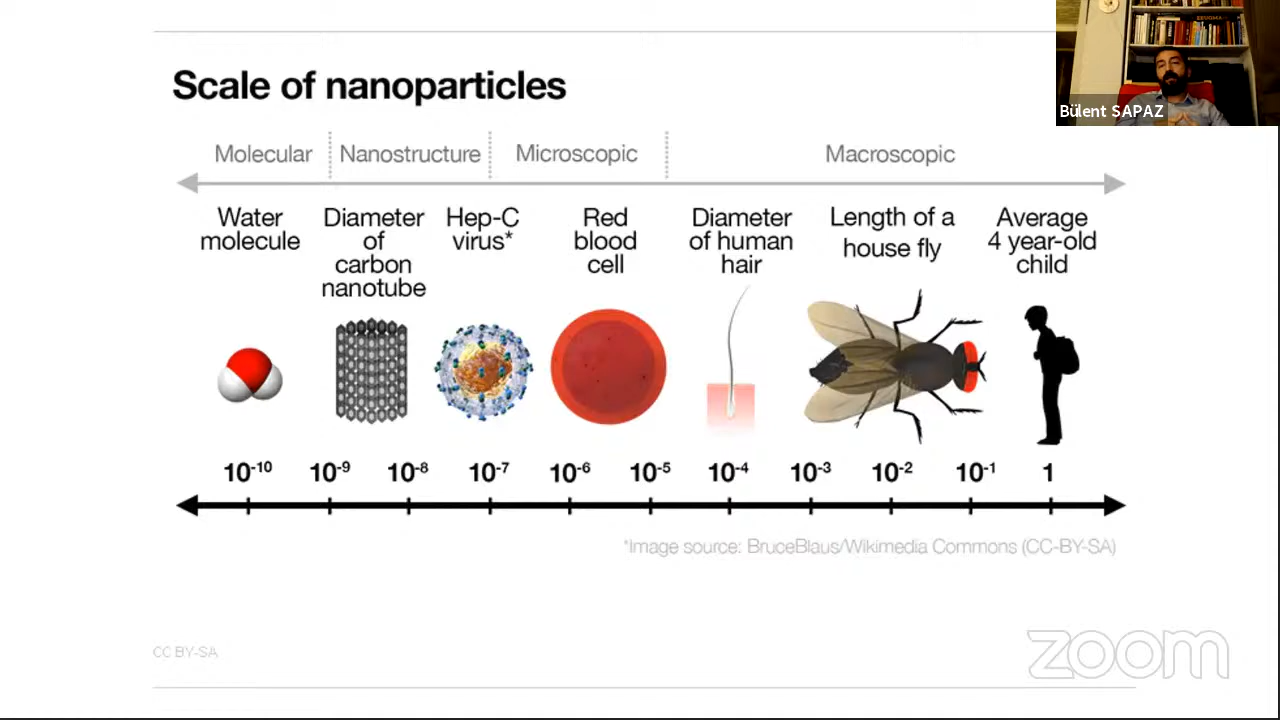 Scale of nanoparticles
Bülent SAPAZ
Molecular Nanostructure Microscopic Macroscopic
Water molecule
Diameter of carbon nanotube
Hep-C virus*
Red blood cell
Diameter of human hair
Length of a house fly
Average 4 year-old child
10⁻¹⁰ 10⁻⁹ 10⁻⁸ 10⁻⁷ 10⁻⁶ 10⁻⁵ 10⁻⁴ 10⁻³ 10⁻² 10⁻¹ 1
*Image source: BruceBlaus/Wikimedia Commons (CC-BY-SA)
CC BY-SA
zoom